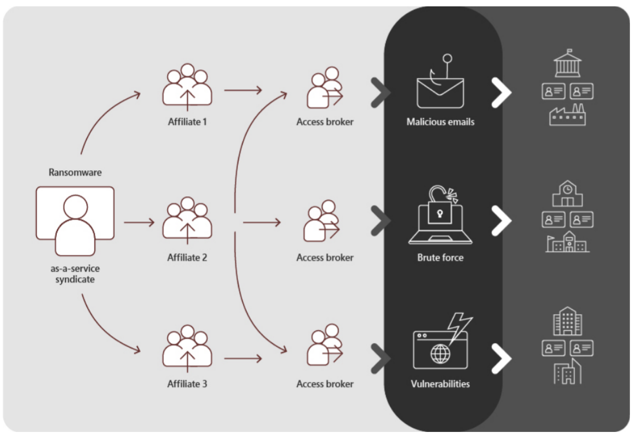 Affiliate 1
Access broker
Malicious emails
Ransomware
as-a-service
syndicate
Affiliate 2
Access broker
Brute force
Affiliate 3
Access broker
Vulnerabilities